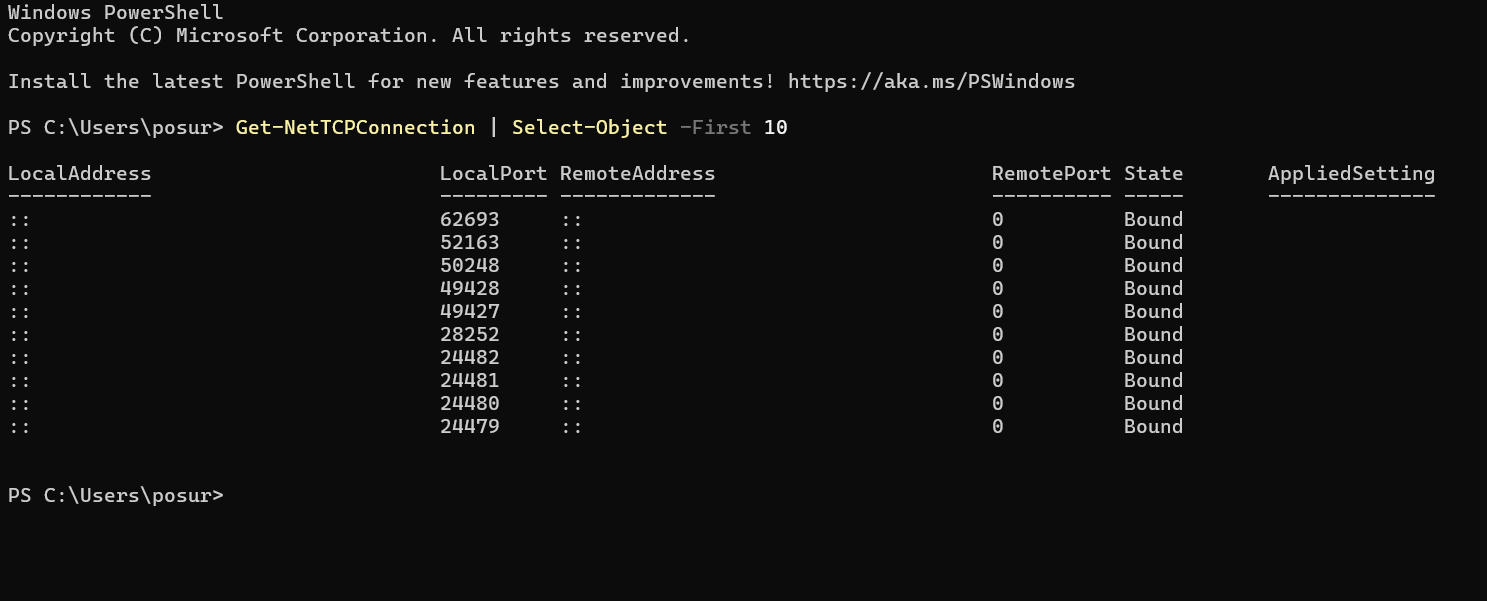 Windows PowerShell
Copyright (C) Microsoft Corporation. All rights reserved.
Install the latest PowerShell for new features and improvements! https://aka.ms/PSWindows
PS C:\Users\posur> Get-NetTCPConnection | Select-Object -First 10
LocalAddress                        LocalPort RemoteAddress                       RemotePort State       AppliedSetting
------------                        --------- -------------                       ---------- -----       --------------
::                                  62693     ::                                  0          Bound
::                                  52163     ::                                  0          Bound
::                                  50248     ::                                  0          Bound
::                                  49428     ::                                  0          Bound
::                                  49427     ::                                  0          Bound
::                                  28252     ::                                  0          Bound
::                                  24482     ::                                  0          Bound
::                                  24481     ::                                  0          Bound
::                                  24480     ::                                  0          Bound
::                                  24479     ::                                  0          Bound
PS C:\Users\posur>